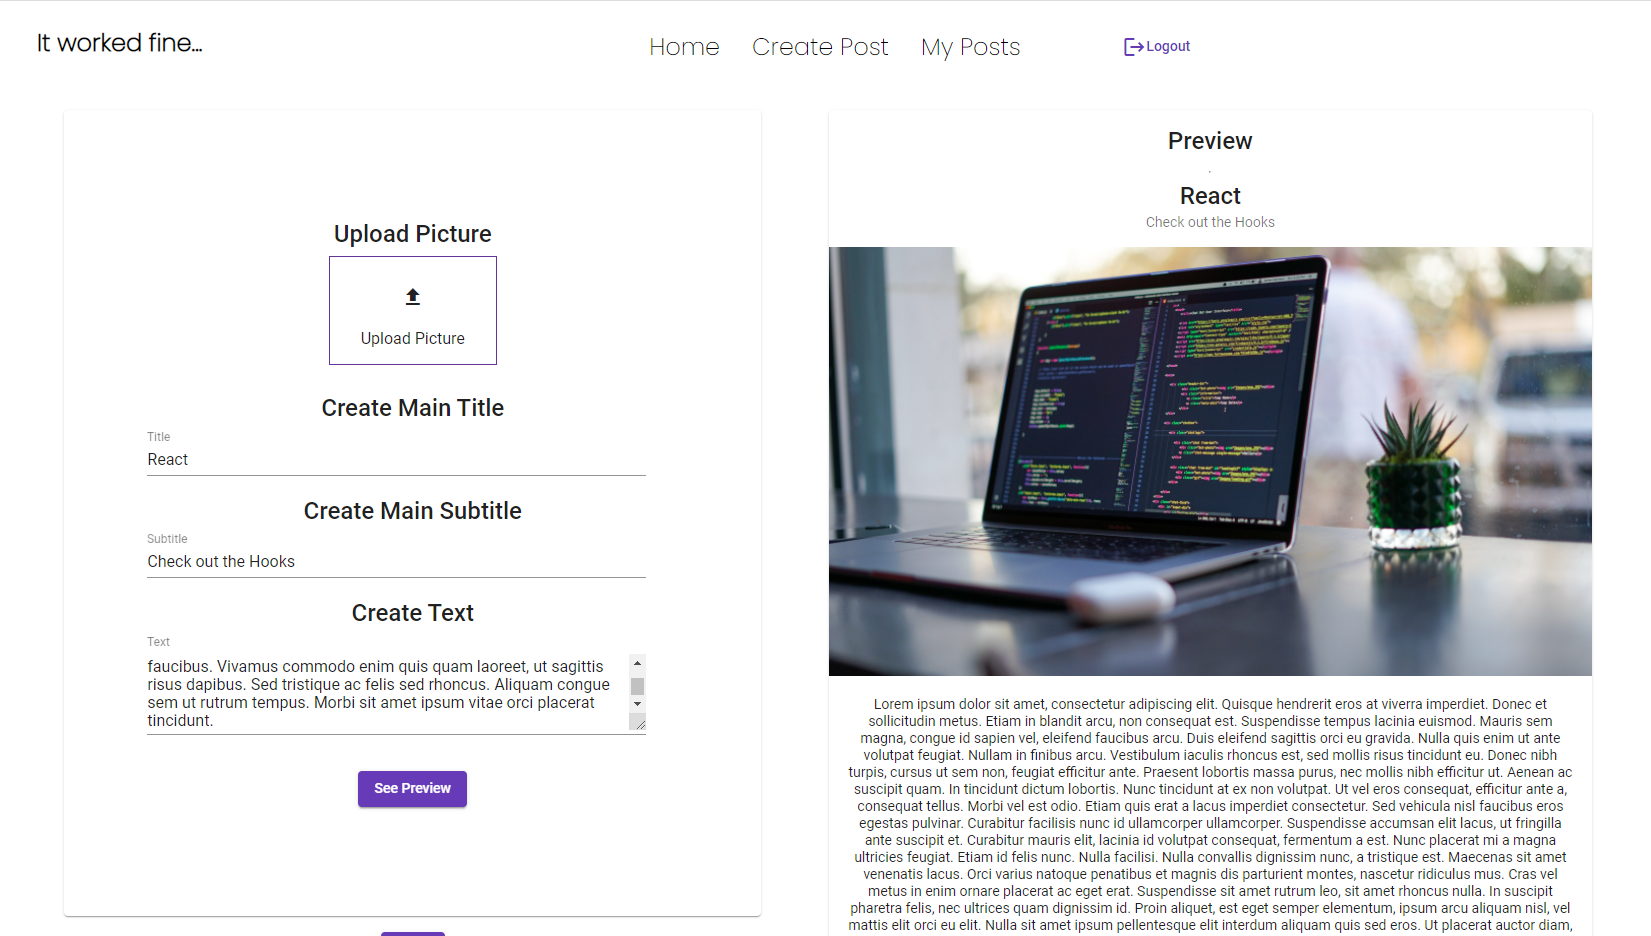 It worked fine...
Home
Create Post
My Posts
Logout
Upload Picture
Upload Picture
Create Main Title
Title
React
Create Main Subtitle
Subtitle
Check out the Hooks
Create Text
Text
faucibus. Vivamus commodo enim quis quam laoreet, ut sagittis
risus dapibus. Sed tristique ac felis sed rhoncus. Aliquam congue
sem ut rutrum tempus. Morbi sit amet ipsum vitae orci placerat
tincidunt.
See Preview
Preview
.
React
Check out the Hooks
Lorem ipsum dolor sit amet, consectetur adipiscing elit. Quisque hendrerit eros at viverra imperdiet. Donec et
sollicitudin metus. Etiam in blandit arcu, non consequat est. Suspendisse tempus lacinia euismod. Mauris sem
magna, congue id sapien vel, eleifend faucibus arcu. Duis eleifend sagittis orci eu gravida. Nulla quis enim ut ante
volutpat feugiat. Nullam in finibus arcu. Vestibulum iaculis rhoncus est, sed mollis risus tincidunt eu. Donec nibh
turpis, cursus ut sem non, feugiat efficitur ante. Praesent lobortis massa purus, nec mollis nibh efficitur ut. Aenean ac
suscipit quam. In tincidunt dictum lobortis. Nunc tincidunt at ex non volutpat. Ut vel eros consequat, efficitur ante a,
consequat tellus. Morbi vel est odio. Etiam quis erat a lacus imperdiet consectetur. Sed vehicula nisl faucibus eros
egestas pulvinar. Curabitur facilisis nunc id ullamcorper ullamcorper. Suspendisse accumsan elit lacus, ut fringilla
ante suscipit et. Curabitur mauris elit, lacinia id volutpat consequat, fermentum a est. Nunc placerat mi a magna
ultricies feugiat. Etiam id felis nunc. Nulla facilisi. Nulla convallis dignissim nunc, a tristique est. Maecenas sit amet
venenatis lacus. Orci varius natoque penatibus et magnis dis parturient montes, nascetur ridiculus mus. Cras vel
metus in enim ornare placerat ac eget erat. Suspendisse sit amet rutrum leo, sit amet rhoncus nulla. In suscipit
pharetra felis, nec ultrices quam dignissim id. Proin aliquet, est eget semper elementum, ipsum arcu aliquam nisl, vel
mattis elit orci eu elit. Nulla sit amet ipsum pellentesque elit interdum aliquam quis sed eros. Ut placerat auctor diam,